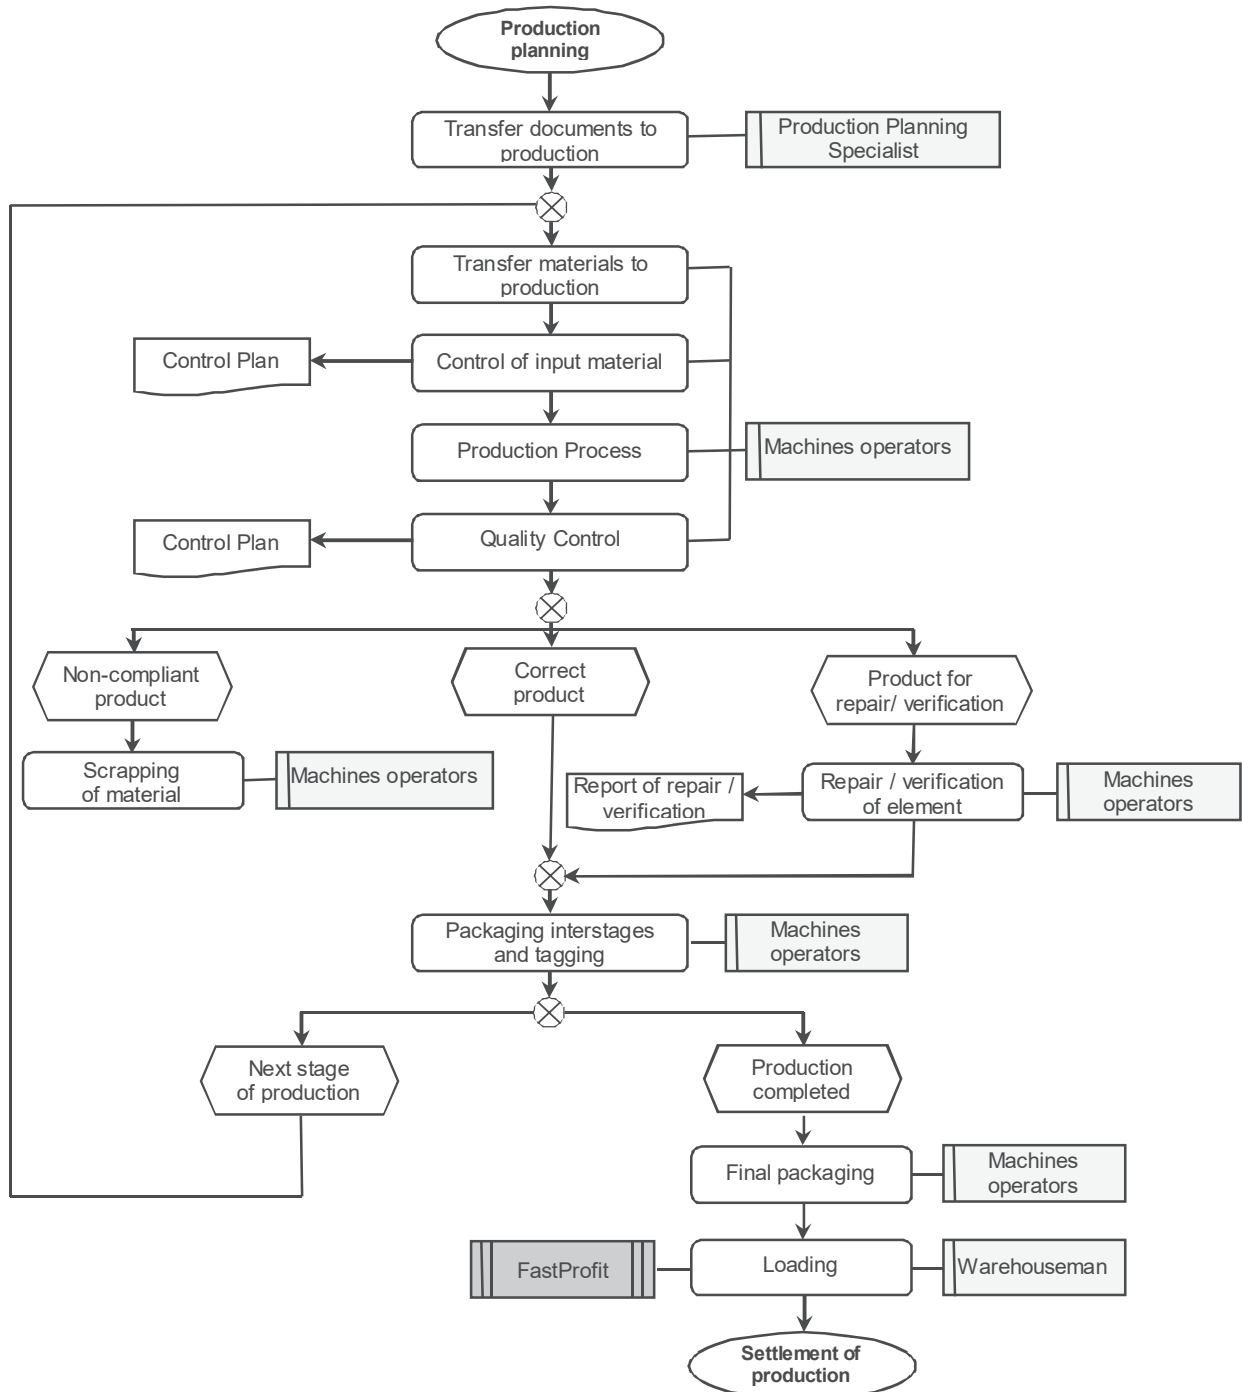 Production
planning
Transfer documents to
production
Production Planning
Specialist
Transfer materials to
production
Control Plan
Control of input material
Production Process
Machines operators
Control Plan
Quality Control
Non-compliant
product
Correct
product
Product for
repair/ verification
Scrapping
of material
Machines operators
Report of repair /
verification
Repair / verification
of element
Machines
operators
Packaging interstages
and tagging
Machines
operators
Next stage
of production
Production
completed
Final packaging
Machines
operators
FastProfit
Loading
Warehouseman
Settlement of
production